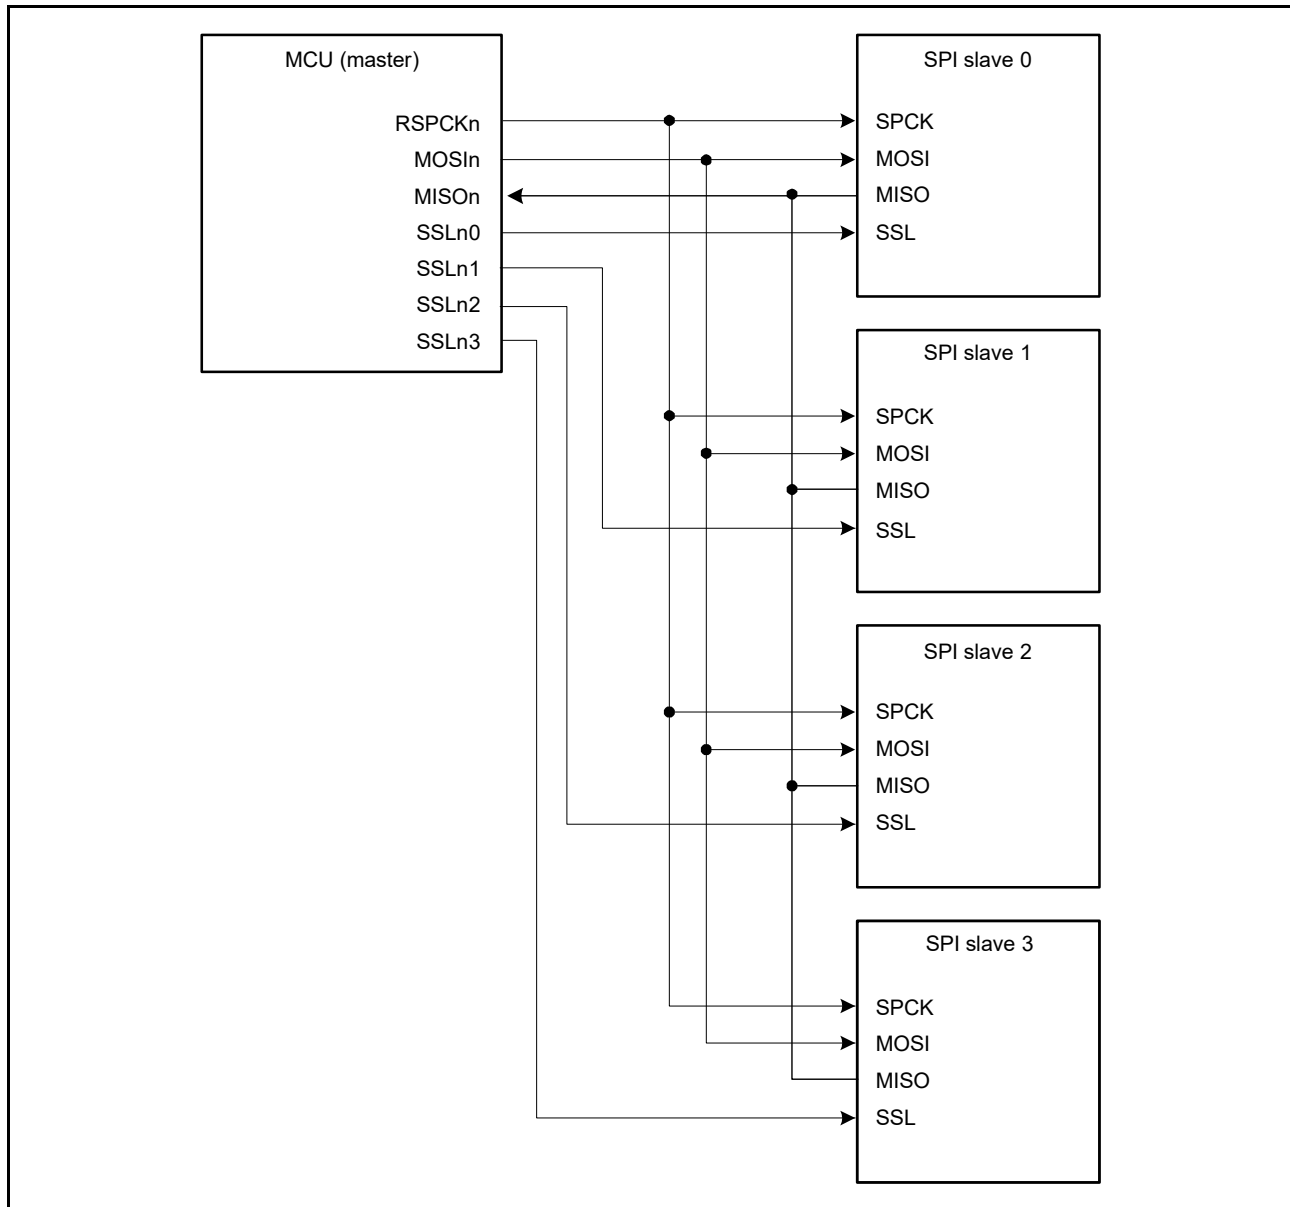 MCU (master)
RSPCKn
MOSIn
MISOn
SSLn0
SSLn1
SSLn2
SSLn3
SPI slave 0
SPCK
MOSI
MISO
SSL
SPI slave 1
SPCK
MOSI
MISO
SSL
SPI slave 2
SPCK
MOSI
MISO
SSL
SPI slave 3
SPCK
MOSI
MISO
SSL